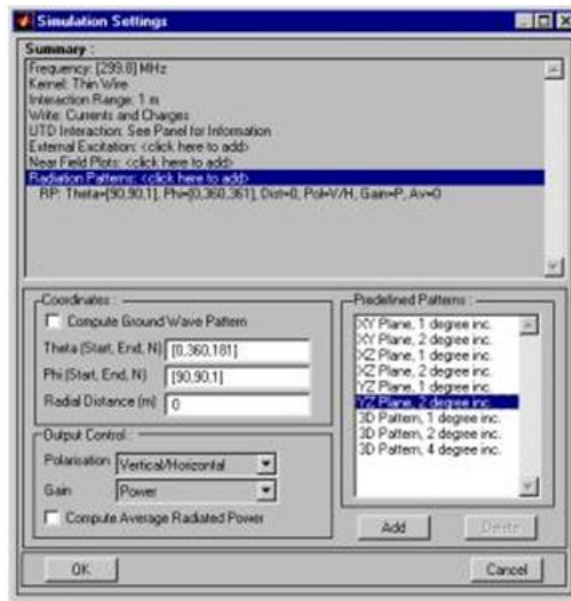 Simulation Settings
Summary :
Frequency: [299.8] MHz
Kernel: Thin Wire
Interaction Range: 1 m
Write: Currents and Charges
UTD Interaction: See Panel for Information
External Excitation: <click here to add>
Near Field Plots: <click here to add>
Radiation Patterns: <click here to add>
RP: Theta=[90,90,1], Phi=[0,360,361], Dist=0, Pol=V/H, Gain=P, Av=0
Coordinates :
Compute Ground Wave Pattern
Theta (Start, End, N) [0,360,181]
Phi (Start, End, N) [90,90,1]
Radial Distance (m) 0
Output Control :
Polarisation Vertical/Horizontal
Gain Power
Compute Average Radiated Power
Predefined Patterns :
XY Plane, 1 degree inc.
XY Plane, 2 degree inc.
XZ Plane, 1 degree inc.
XZ Plane, 2 degree inc.
YZ Plane, 1 degree inc.
YZ Plane, 2 degree inc.
3D Pattern, 1 degree inc.
3D Pattern, 2 degree inc.
3D Pattern, 4 degree inc.
Add Delete
OK Cancel